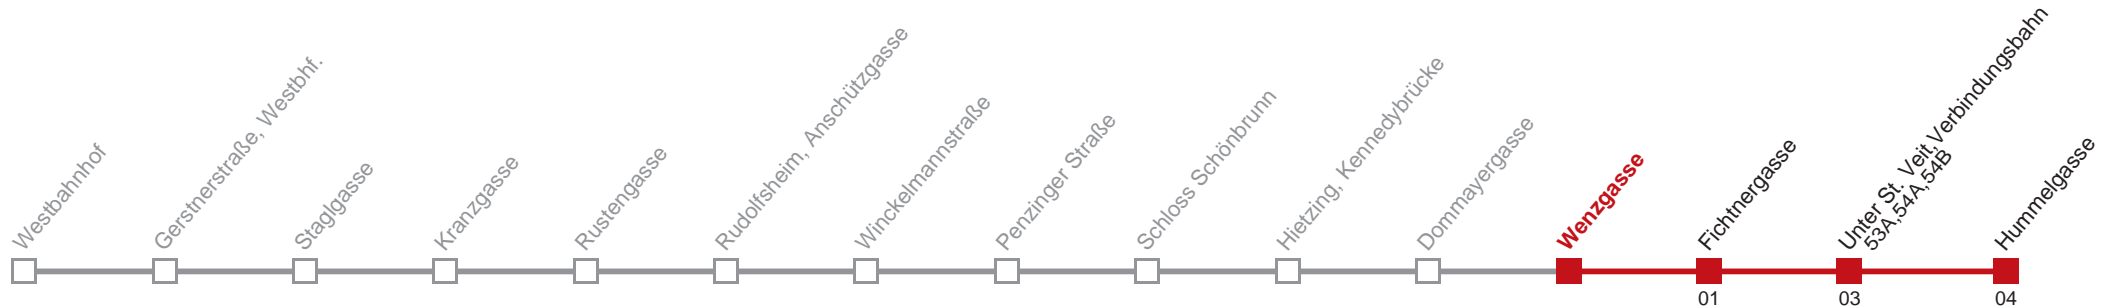 Westbahnhof
Gerstnerstraße, Westbhf.
Staglgasse
Kranzgasse
Rustengasse
Rudolfsheim, Anschützgasse
Winckelmannstraße
Penzinger Straße
Schloss Schönbrunn
Hietzing, Kennedybrücke
Dommayergasse
Wenzgasse
Fichtnergasse
Unter St. Veit,Verbindungsbahn
53A,54A,54B
Hummelgasse
01
03
04